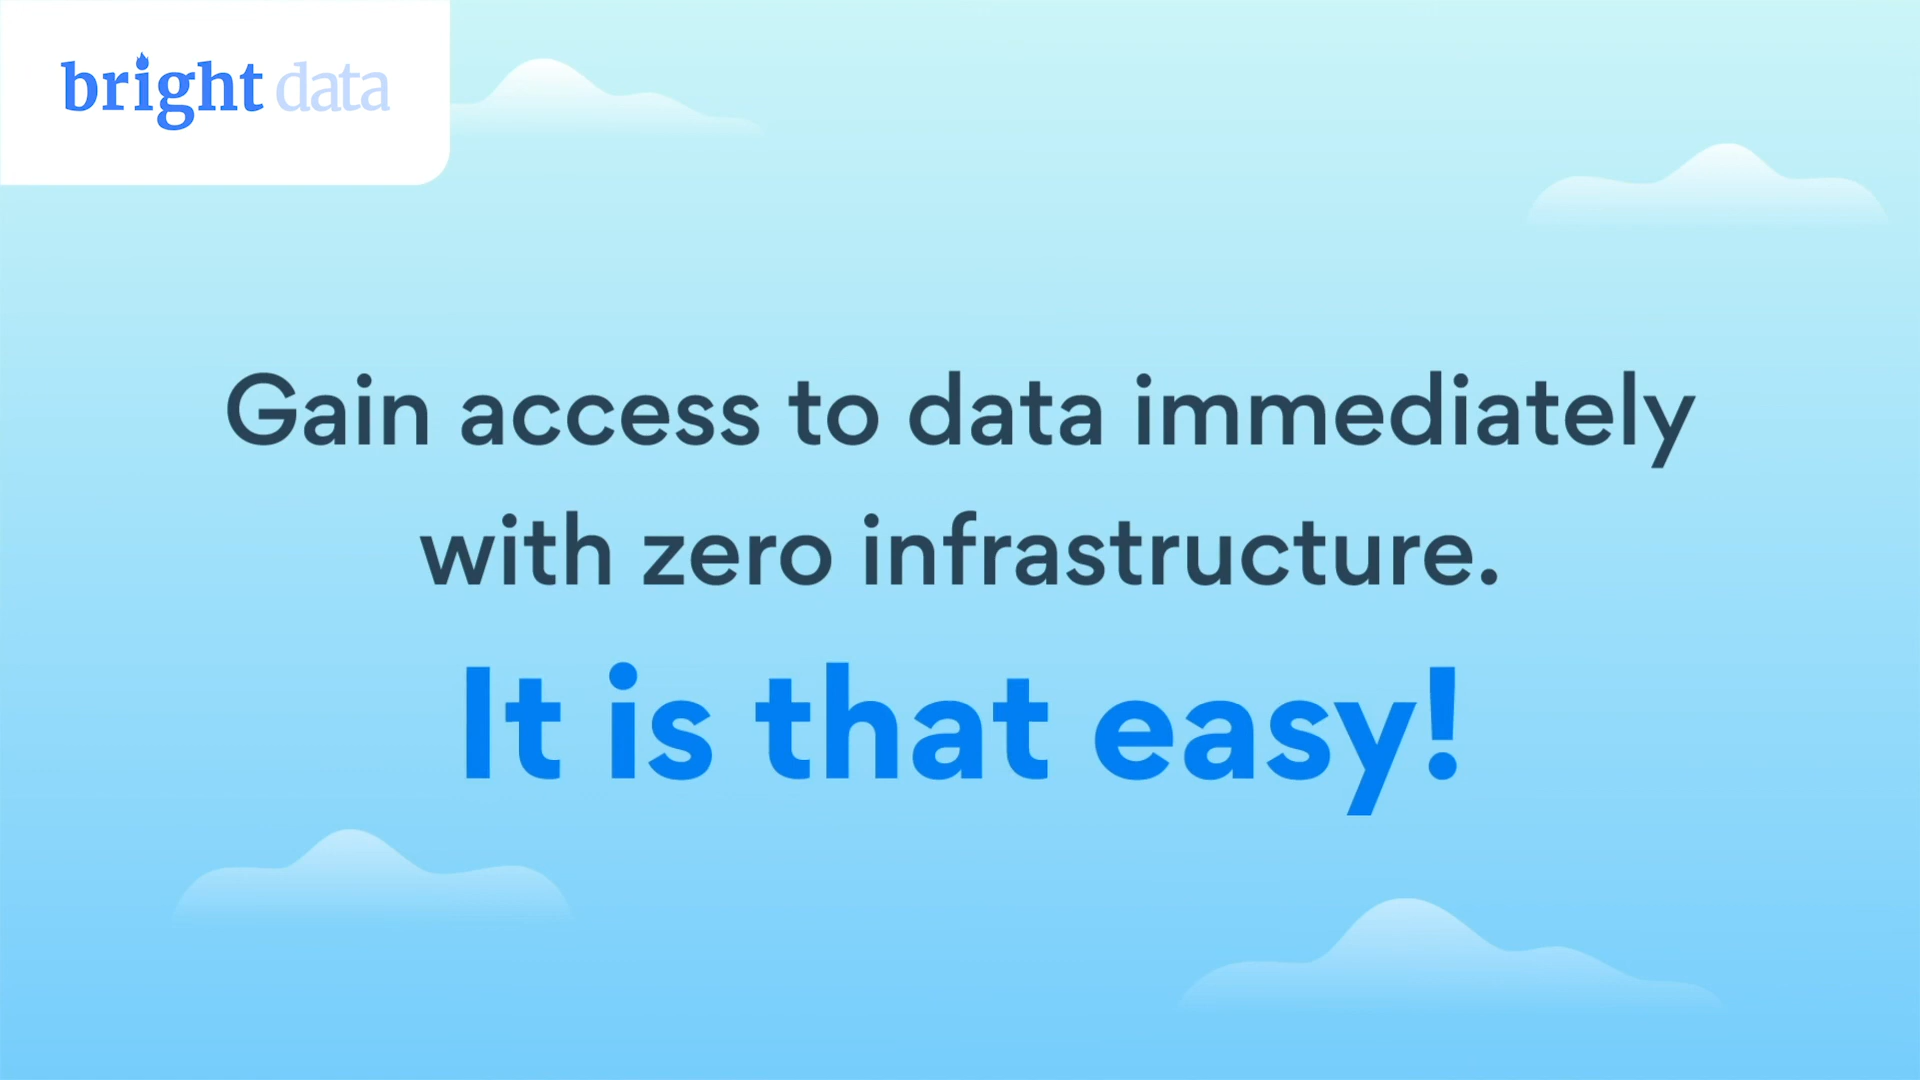 bright data
Gain access to data immediately
with zero infrastructure.
It is that easy!